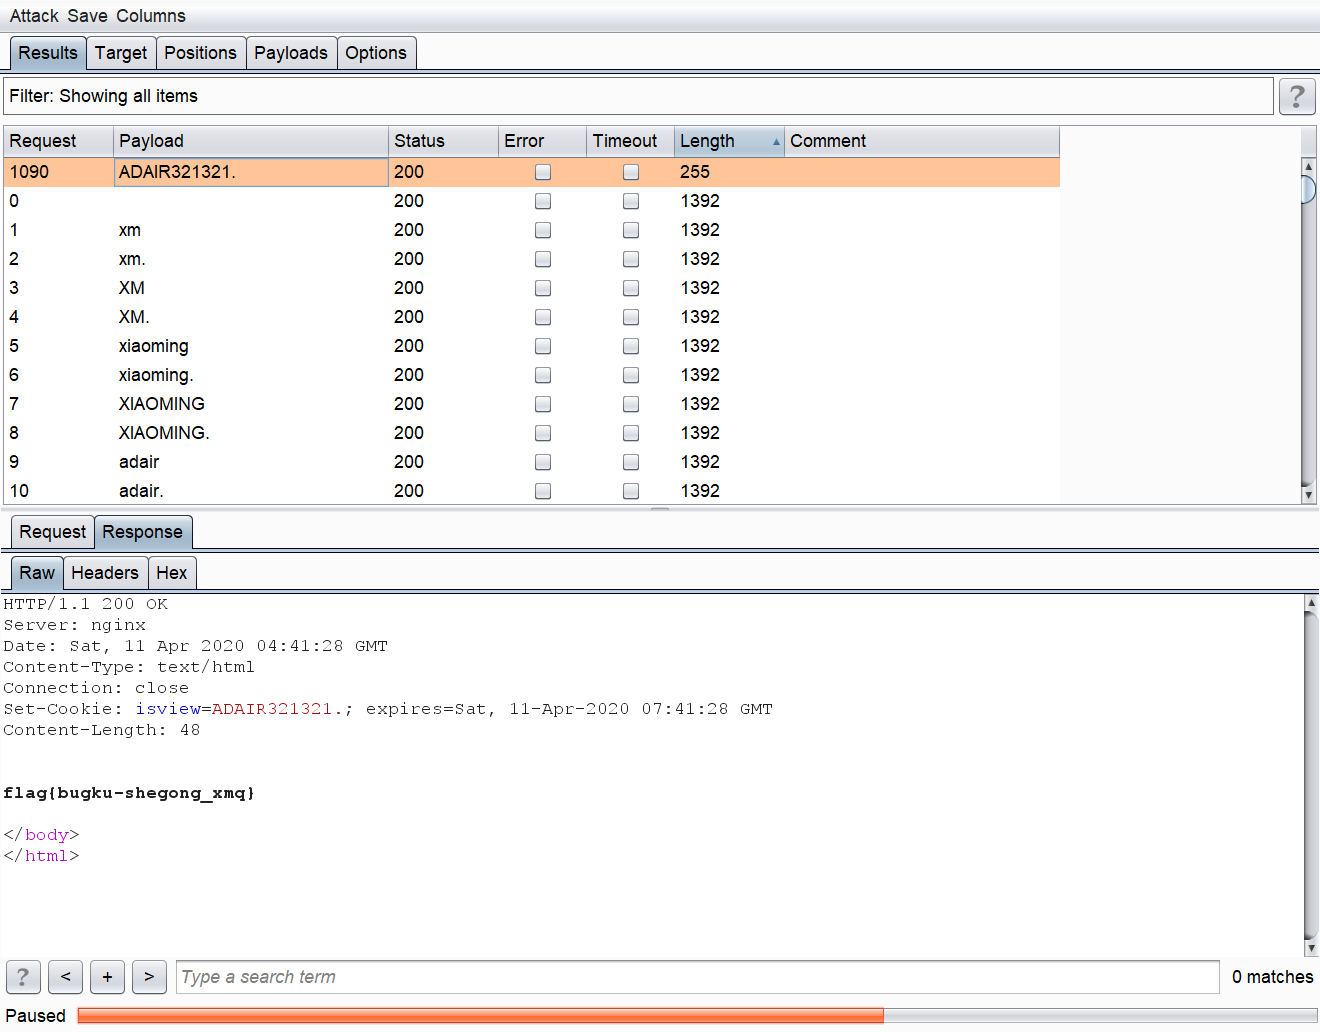 Attack Save Columns
Results Target Positions Payloads Options
Filter: Showing all items
?
Request Payload Status Error Timeout Length Comment
1090 ADAIR321321. 200 255
0 200 1392
1 xm 200 1392
2 xm. 200 1392
3 XM 200 1392
4 XM. 200 1392
5 xiaoming 200 1392
6 xiaoming. 200 1392
7 XIAOMING 200 1392
8 XIAOMING. 200 1392
9 adair 200 1392
10 adair. 200 1392
Request Response
Raw Headers Hex
HTTP/1.1 200 OK
Server: nginx
Date: Sat, 11 Apr 2020 04:41:28 GMT
Content-Type: text/html
Connection: close
Set-Cookie: isview=ADAIR321321.; expires=Sat, 11-Apr-2020 07:41:28 GMT
Content-Length: 48
flag{bugku-shegong_xmq}
</body>
</html>
? < + > Type a search term 0 matches
Paused